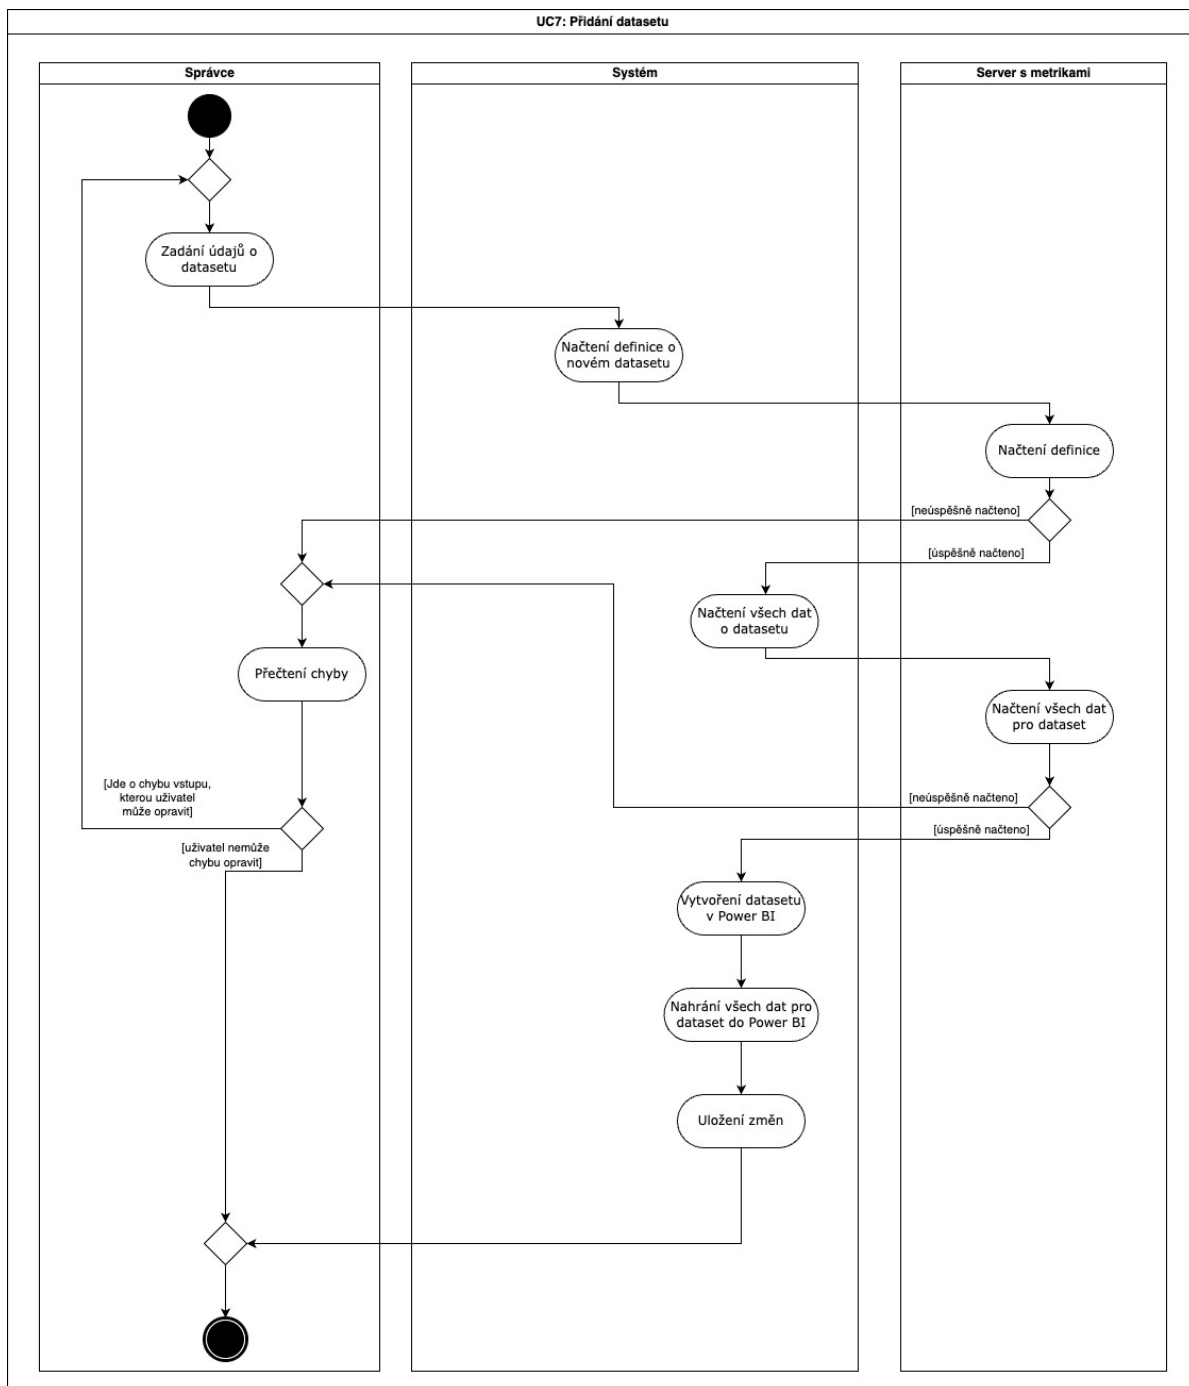 UC7: Přidání datasetu
Správce
Systém
Server s metrikami
Zadání údajů o
datasetu
Načtení definice o
novém datasetu
Načtení definice
[neúspěšně načteno]
[úspěšně načteno]
Načtení všech dat
o datasetu
Přečtení chyby
Načtení všech dat
pro dataset
[Jde o chybu vstupu,
kterou uživatel
může opravit]
[neúspěšně načteno]
[úspěšně načteno]
[uživatel nemůže
chybu opravit]
Vytvoření datasetu
v Power BI
Nahrání všech dat pro
dataset do Power BI
Uložení změn